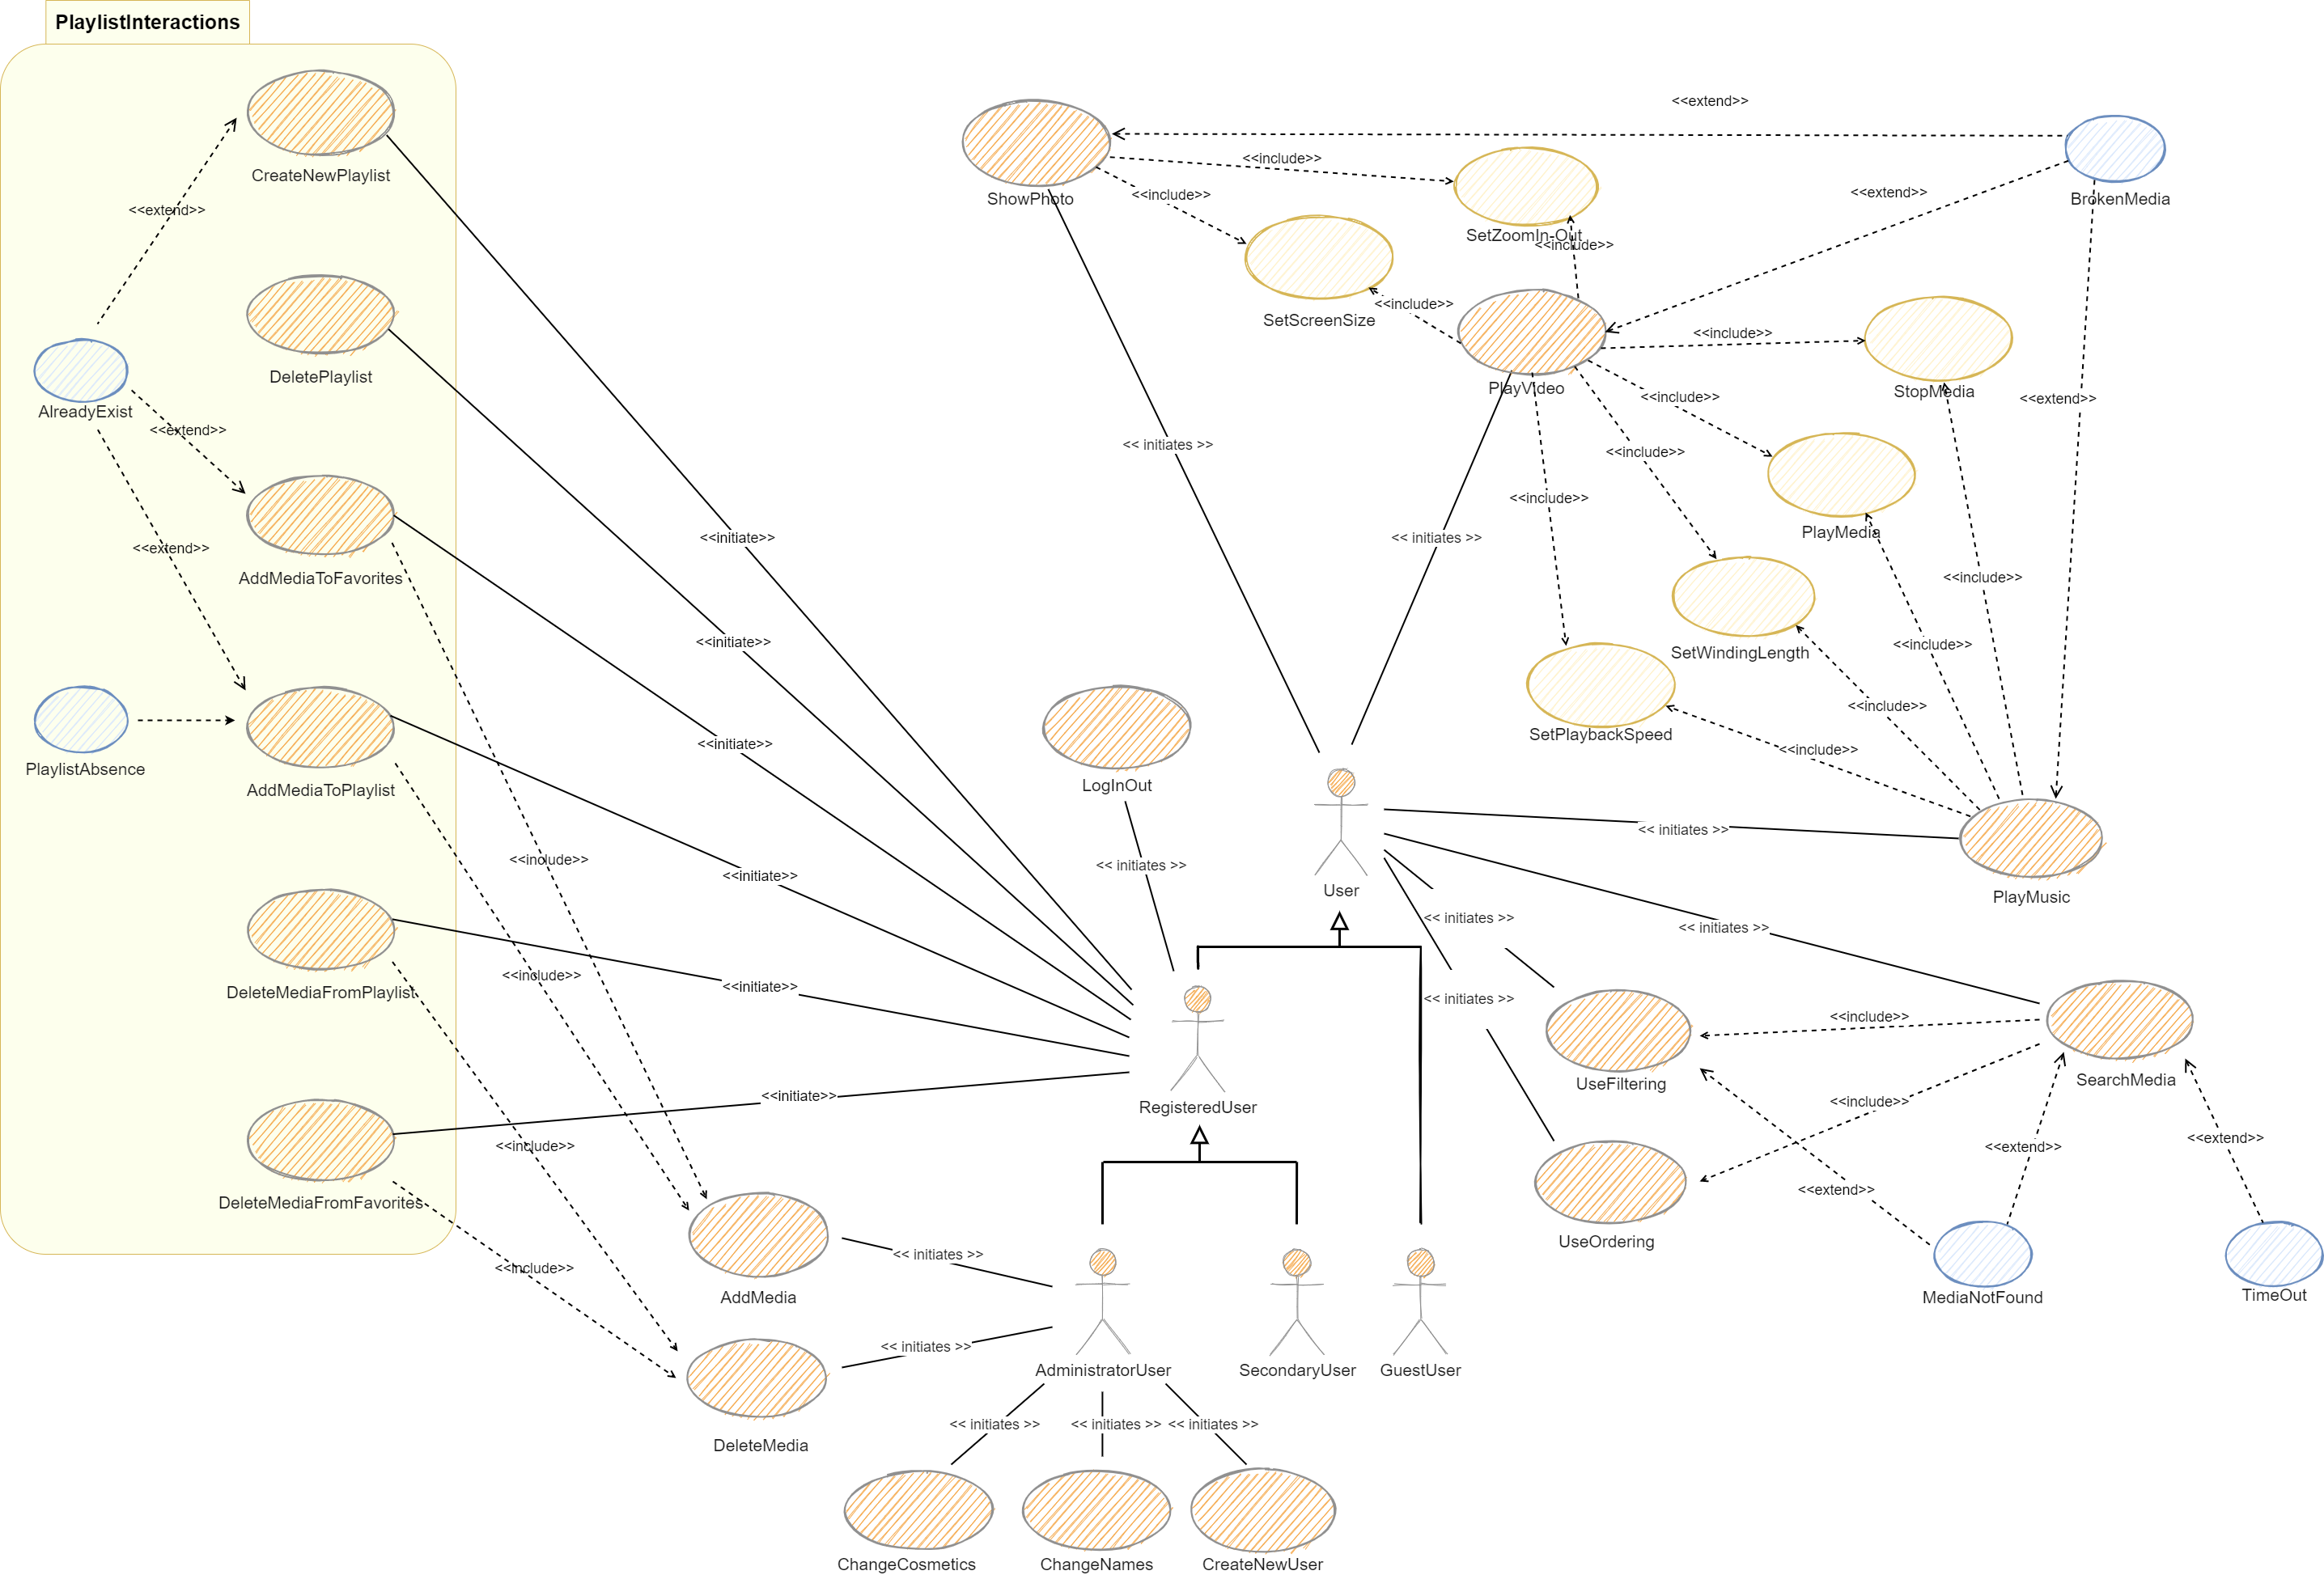 PlaylistInteractions
CreateNewPlaylist
<<extend>>
DeletePlaylist
AlreadyExist
<<extend>>
<<extend>>
AddMediaToFavorites
PlaylistAbsence
AddMediaToPlaylist
DeleteMediaFromPlaylist
DeleteMediaFromFavorites
<<initiate>>
<<initiate>>
<<initiate>>
<<initiate>>
<<initiate>>
<<initiate>>
<<include>>
<<include>>
<<include>>
<<include>>
ShowPhoto
<<extend>>
<<include>>
<<include>>
SetZoomIn-Out
<<include>>
SetScreenSize
<<include>>
BrokenMedia
<<extend>>
<<extend>>
PlayVideo
<<include>>
StopMedia
<<include>>
<<include>>
<<include>>
PlayMedia
SetWindingLength
SetPlaybackSpeed
<<include>>
<<include>>
<<include>>
<<include>>
PlayMusic
<< initiates >>
<< initiates >>
LogInOut
<< initiates >>
User
<< initiates >>
<< initiates >>
<< initiates >>
<< initiates >>
RegisteredUser
UseFiltering
<<include>>
SearchMedia
<<include>>
UseOrdering
<<extend>>
<<extend>>
<<extend>>
MediaNotFound
TimeOut
AddMedia
<< initiates >>
DeleteMedia
<< initiates >>
AdministratorUser
SecondaryUser
GuestUser
<< initiates >>
<< initiates >>
<< initiates >>
ChangeCosmetics
ChangeNames
CreateNewUser